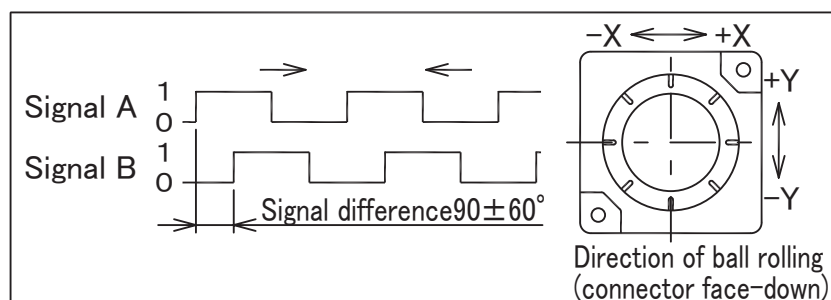 Signal A
1
0
Signal B
1
0
Signal difference90±60°
-X
+X
+Y
-Y
Direction of ball rolling
(connector face-down)